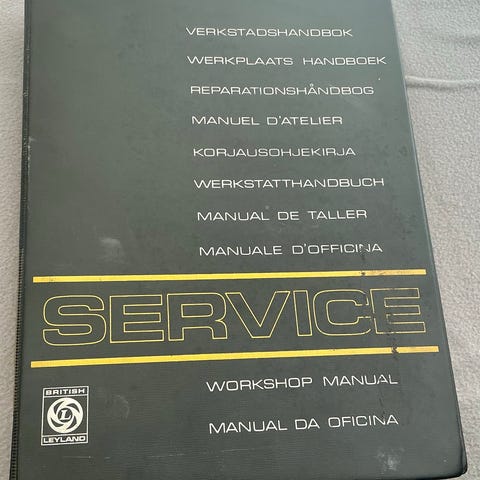 VERKSTADSHANDBOK
WERKPLAATS HANDBOEK
REPARATIONSHÅNDBOG
MANUEL D'ATELIER
KORJAUSOHJEKIRJA
WERKSTATTHANDBUCH
MANUAL DE TALLER
MANUALE D'OFFICINA
SERVICE
WORKSHOP MANUAL
MANUAL DA OFICINA
BRITISH
L
LEYLAND